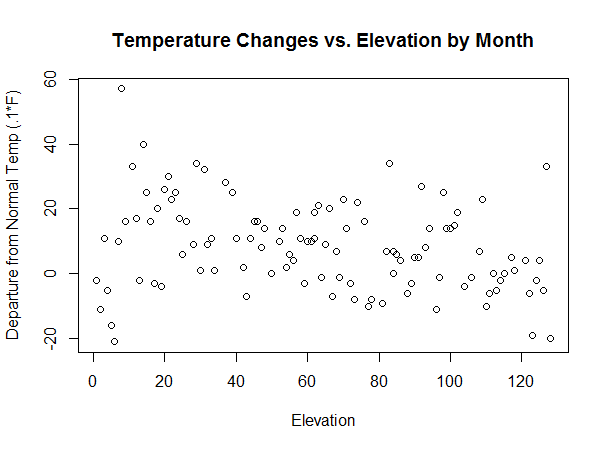 Temperature Changes vs. Elevation by Month
Departure from Normal Temp (.1*F)
60
40
20
0
-20
0 20 40 60 80 100 120
Elevation